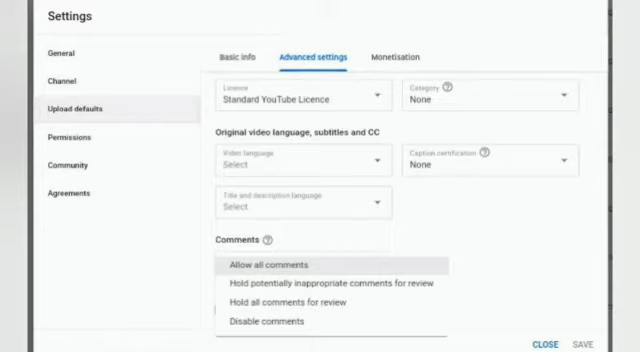 Settings
General
Channel
Upload defaults
Permissions
Community
Agreements
Basic info Advanced settings Monetisation
Licence
Standard YouTube Licence
Category ?
None
Original video language, subtitles and CC
Video language
Select
Caption certification ?
None
Title and description language
Select
Comments ?
Allow all comments
Hold potentially inappropriate comments for review
Hold all comments for review
Disable comments
CLOSE SAVE